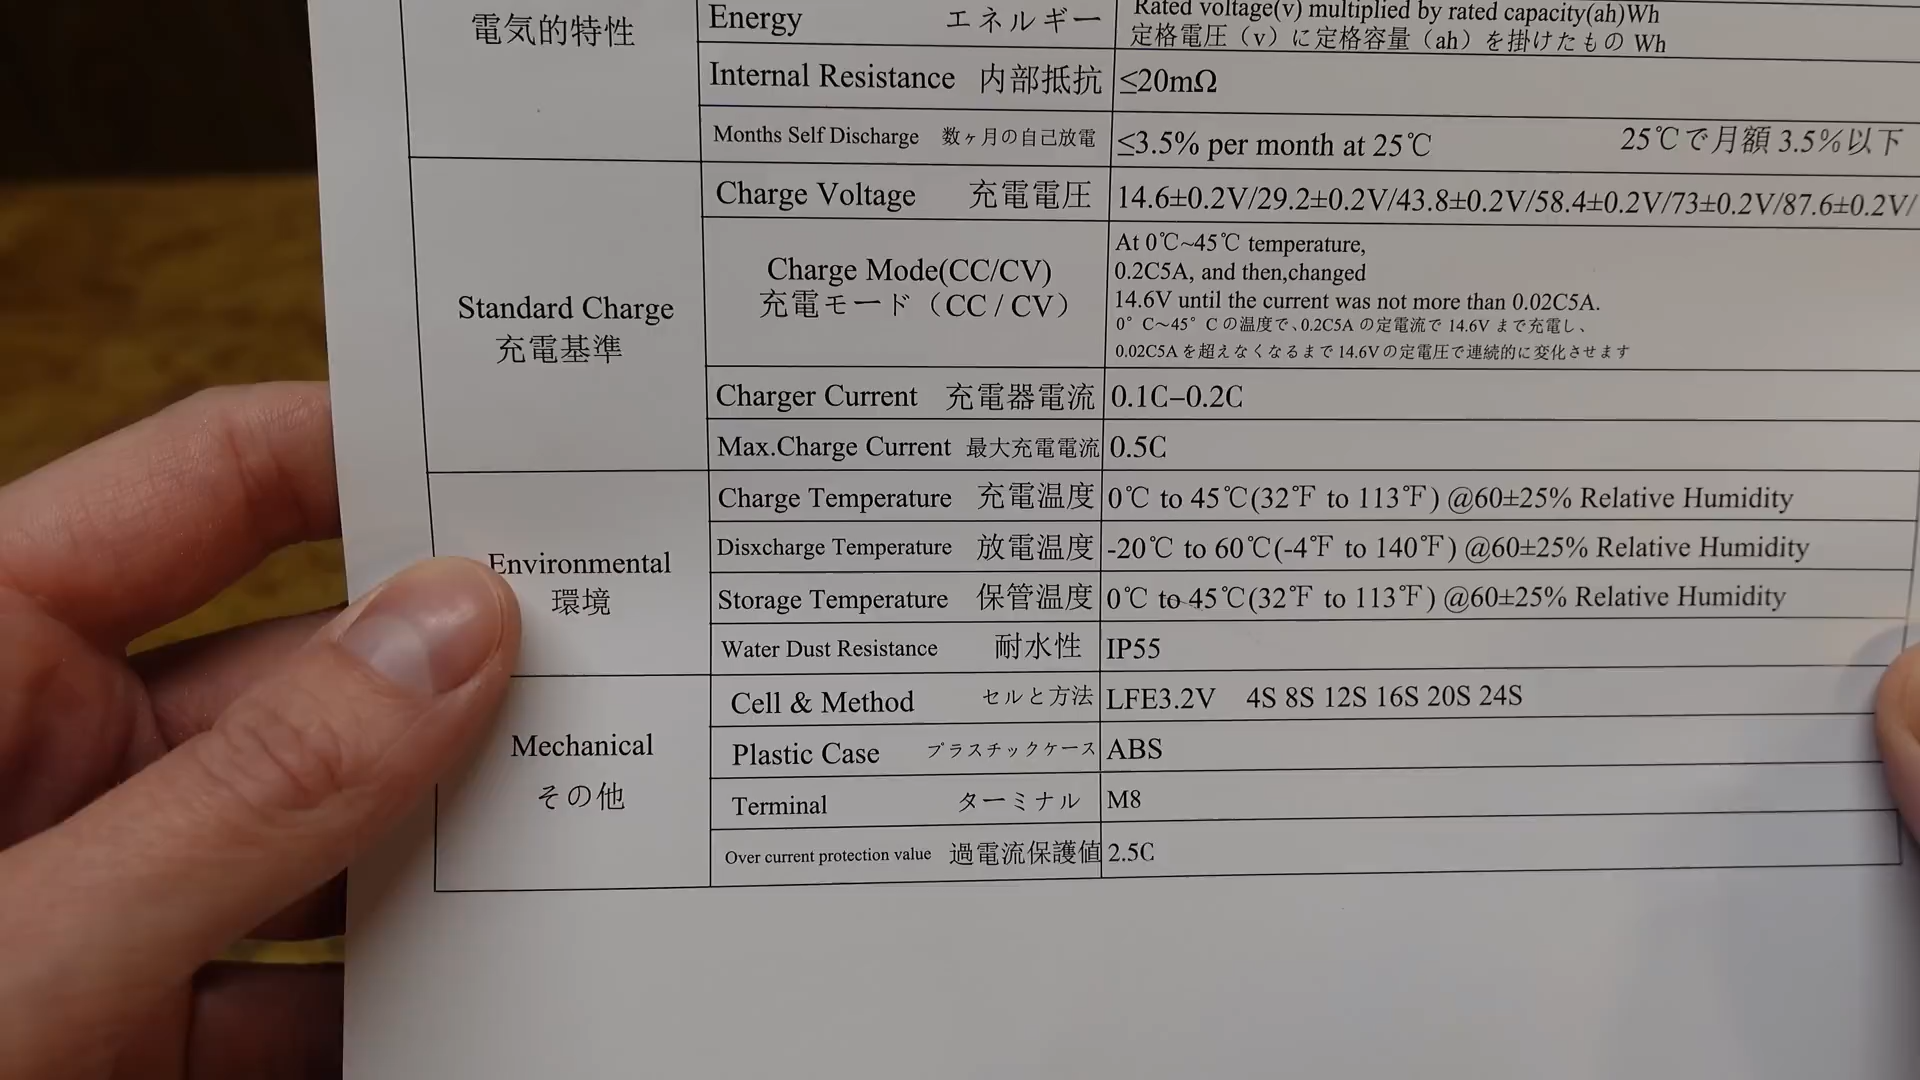 電気的特性
Energy エネルギー Rated voltage(v) multiplied by rated capacity(ah)Wh
定格電圧（v）に定格容量（ah）を掛けたもの Wh
Internal Resistance 内部抵抗 ≤20mΩ
Months Self Discharge 数ヶ月の自己放電 ≤3.5% per month at 25℃ 25℃で月額 3.5%以下
Standard Charge
充電基準
Charge Voltage 充電電圧 14.6±0.2V/29.2±0.2V/43.8±0.2V/58.4±0.2V/73±0.2V/87.6±0.2V/
Charge Mode(CC/CV)
充電モード（CC / CV）
At 0℃~45℃ temperature,
0.2C5A, and then,changed
14.6V until the current was not more than 0.02C5A.
0°C～45°Cの温度で､0.2C5Aの定電流で 14.6V まで充電し、
0.02C5Aを超えなくなるまで 14.6Vの定電圧で連続的に変化させます
Charger Current 充電器電流 0.1C–0.2C
Max.Charge Current 最大充電電流 0.5C
Environmental
環境
Charge Temperature 充電温度 0℃ to 45℃(32℉ to 113℉) @60±25% Relative Humidity
Disxcharge Temperature 放電温度 -20℃ to 60℃(-4℉ to 140℉) @60±25% Relative Humidity
Storage Temperature 保管温度 0℃ to 45℃(32℉ to 113℉) @60±25% Relative Humidity
Water Dust Resistance 耐水性 IP55
Mechanical
その他
Cell & Method セルと方法 LFE3.2V 4S 8S 12S 16S 20S 24S
Plastic Case プラスチックケース ABS
Terminal ターミナル M8
Over current protection value 過電流保護値 2.5C